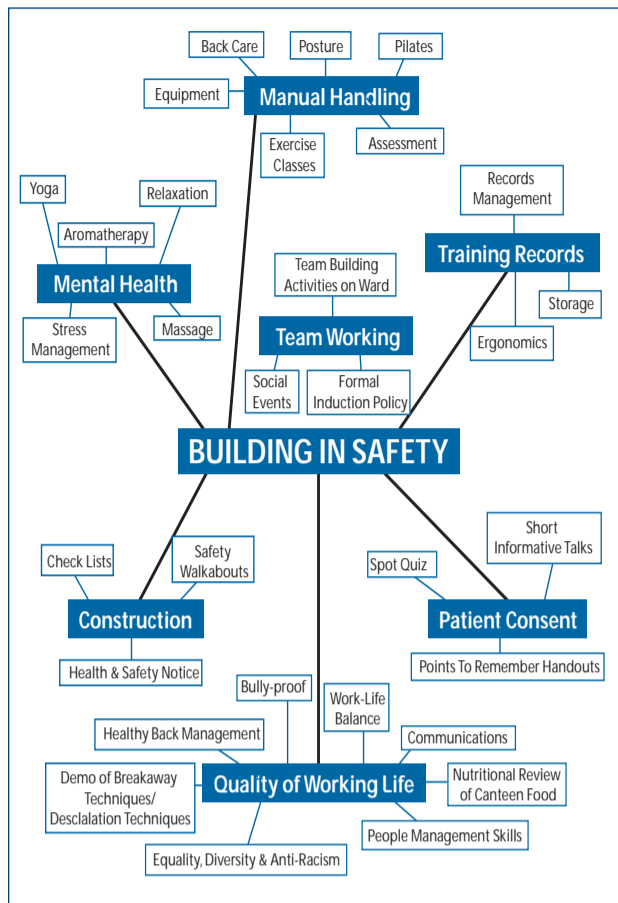 Back Care
Posture
Pilates
Equipment
Manual Handling
Exercise
Classes
Assessment
Yoga
Relaxation
Aromatherapy
Mental Health
Stress
Management
Massage
Records
Management
Training Records
Storage
Ergonomics
Team Building
Activities on Ward
Team Working
Social
Events
Formal
Induction Policy
BUILDING IN SAFETY
Check Lists
Safety
Walkabouts
Construction
Health & Safety Notice
Short
Informative Talks
Spot Quiz
Patient Consent
Points To Remember Handouts
Bully-proof
Work-Life
Balance
Healthy Back Management
Communications
Demo of Breakaway
Techniques/
Desclalation Techniques
Quality of Working Life
Nutritional Review
of Canteen Food
People Management Skills
Equality, Diversity & Anti-Racism